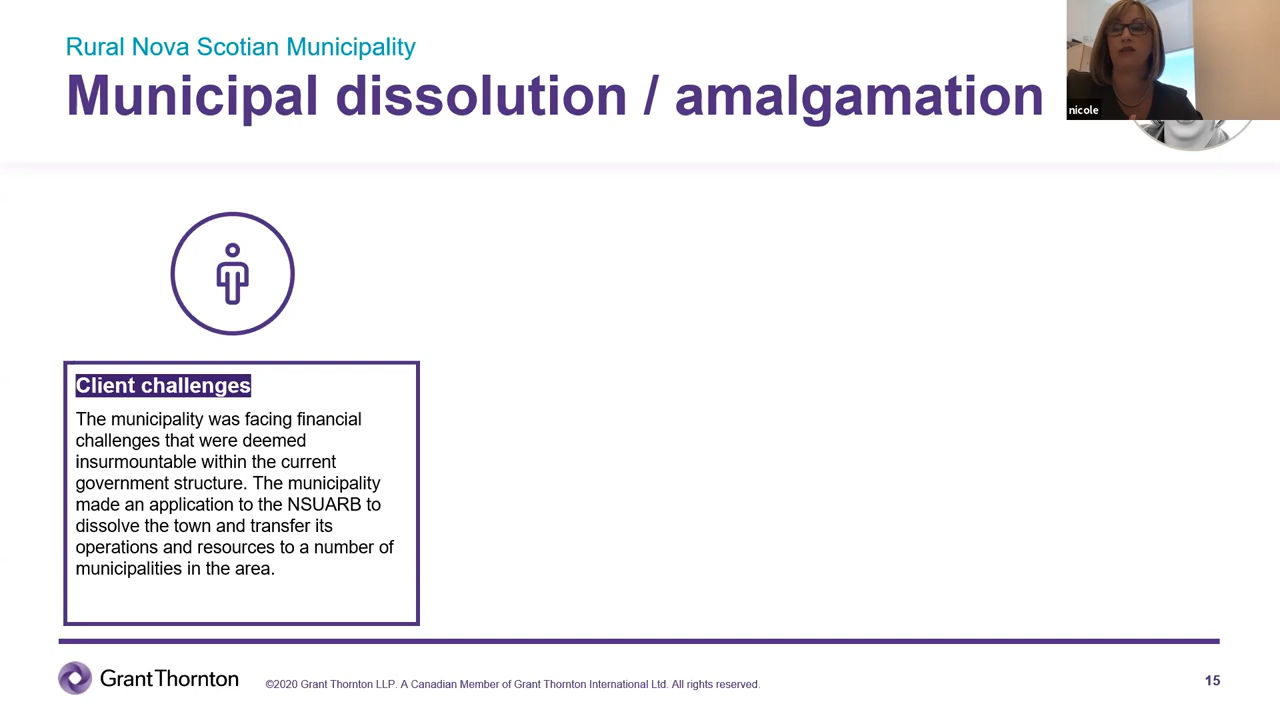 Rural Nova Scotian Municipality
Municipal dissolution / amalgamation
nicole
Client challenges
The municipality was facing financial
challenges that were deemed
insurmountable within the current
government structure. The municipality
made an application to the NSUARB to
dissolve the town and transfer its
operations and resources to a number of
municipalities in the area.
Grant Thornton
©2020 Grant Thornton LLP. A Canadian Member of Grant Thornton International Ltd. All rights reserved.
15